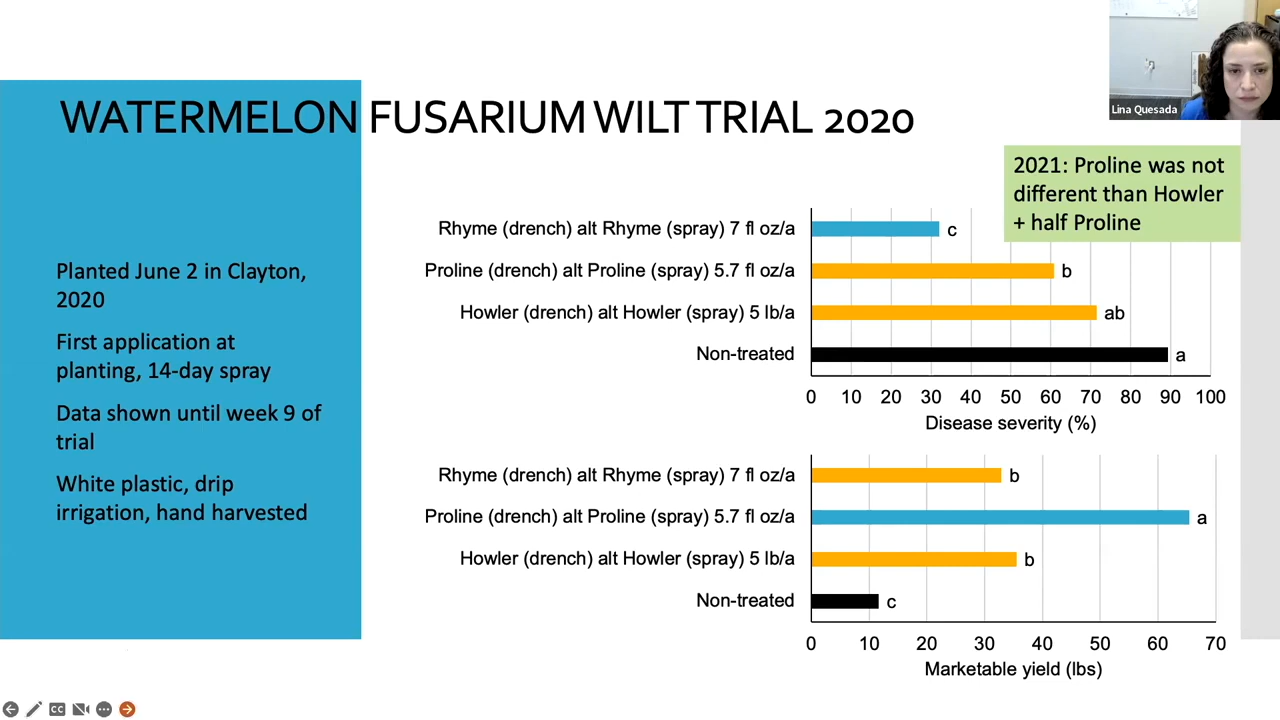 WATERMELON FUSARIUM WILT TRIAL 2020
Lina Quesada
2021: Proline was not
different than Howler
+ half Proline
Planted June 2 in Clayton,
2020
First application at
planting, 14-day spray
Data shown until week 9 of
trial
White plastic, drip
irrigation, hand harvested
Rhyme (drench) alt Rhyme (spray) 7 fl oz/a
c
Proline (drench) alt Proline (spray) 5.7 fl oz/a
b
Howler (drench) alt Howler (spray) 5 lb/a
ab
Non-treated
a
0 10 20 30 40 50 60 70 80 90 100
Disease severity (%)
Rhyme (drench) alt Rhyme (spray) 7 fl oz/a
b
Proline (drench) alt Proline (spray) 5.7 fl oz/a
a
Howler (drench) alt Howler (spray) 5 lb/a
b
Non-treated
c
0 10 20 30 40 50 60 70
Marketable yield (lbs)
CC